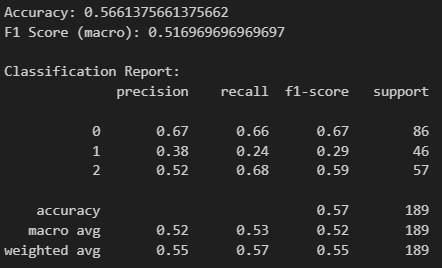 Accuracy: 0.5661375661375662
F1 Score (macro): 0.516969696969697
Classification Report:
precision recall f1-score support
0 0.67 0.66 0.67 86
1 0.38 0.24 0.29 46
2 0.52 0.68 0.59 57
accuracy 0.57 189
macro avg 0.52 0.53 0.52 189
weighted avg 0.55 0.57 0.55 189